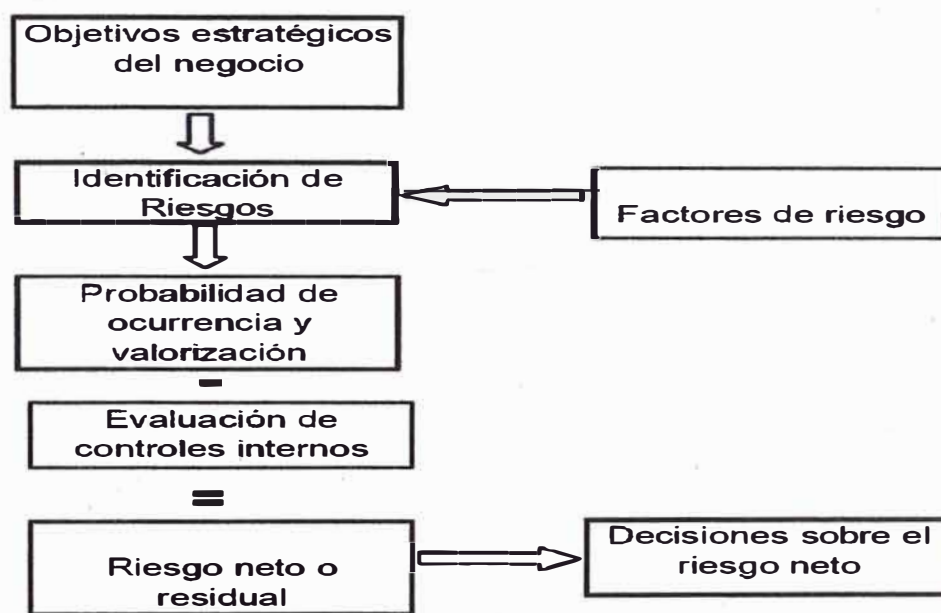 Objetivos estratégicos
del negocio
Identificación de
Riesgos
Factores de riesgo
Probabilidad de
ocurrencia y
valorización
-
Evaluación de
controles internos
=
Riesgo neto o
residual
Decisiones sobre el
riesgo neto